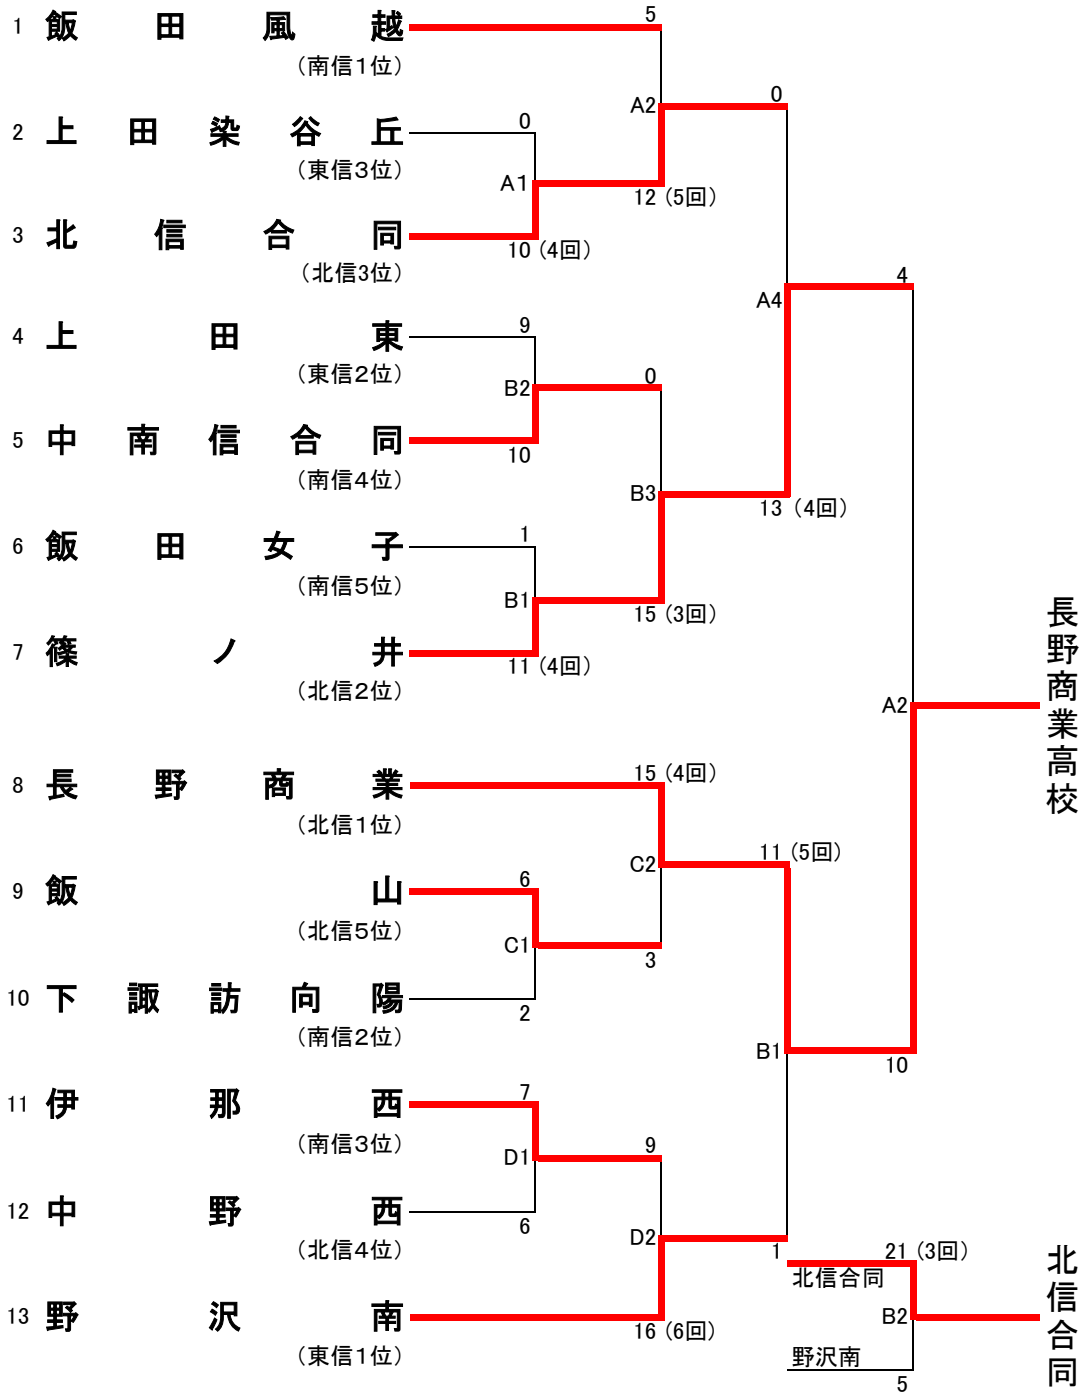 1 飯田風越 5
(南信1位)
A2 0
2 上田染谷丘 0
(東信3位)
A1
12 (5回)
3 北信合同 10 (4回)
(北信3位)
A4 4
4 上田東 9
(東信2位)
B2 0
5 中南信合同 10
(南信4位)
B3 13 (4回)
6 飯田女子 1
(南信5位)
B1 15 (3回)
7 篠ノ井 11 (4回)
(北信2位)
A2 長野商業高校
8 長野商業 15 (4回)
(北信1位)
C2 11 (5回)
9 飯山 6
(北信5位)
C1 3
10 下諏訪向陽 2
(南信2位)
B1 10
11 伊那西 7
(南信3位)
D1 9
12 中野西 6
(北信4位)
D2 1
21 (3回)
北信合同
B2 北信合同
13 野沢南 16 (6回)
(東信1位)
野沢南 5